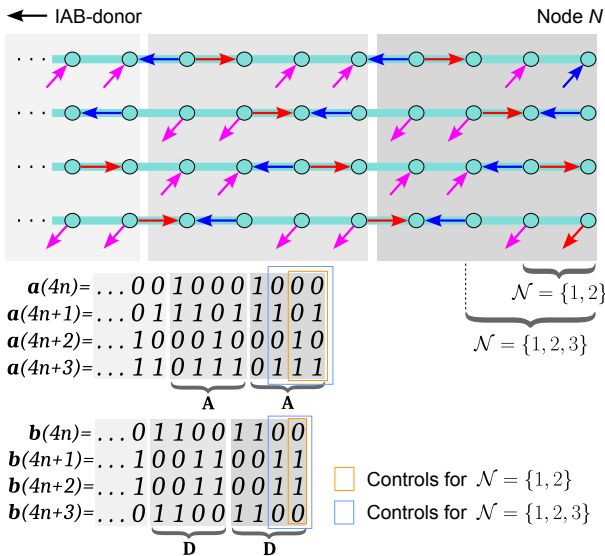 IAB-donor Node N
· · ·
· · ·
· · ·
· · ·
a(4n)= ... 0 0 1 0 0 0 1 0 0 0
a(4n+1)= ... 0 1 1 1 0 1 1 1 0 1
a(4n+2)= ... 1 0 0 0 1 0 0 0 1 0
a(4n+3)= ... 1 1 0 1 1 1 0 1 1 1
A A
𝒩 = {1, 2}
𝒩 = {1, 2, 3}
b(4n)= ... 0 1 1 0 0 1 1 0 0
b(4n+1)= ... 1 0 0 1 1 0 0 1 1
b(4n+2)= ... 1 0 0 1 1 0 0 1 1
b(4n+3)= ... 0 1 1 0 0 1 1 0 0
D D
Controls for 𝒩 = {1, 2}
Controls for 𝒩 = {1, 2, 3}